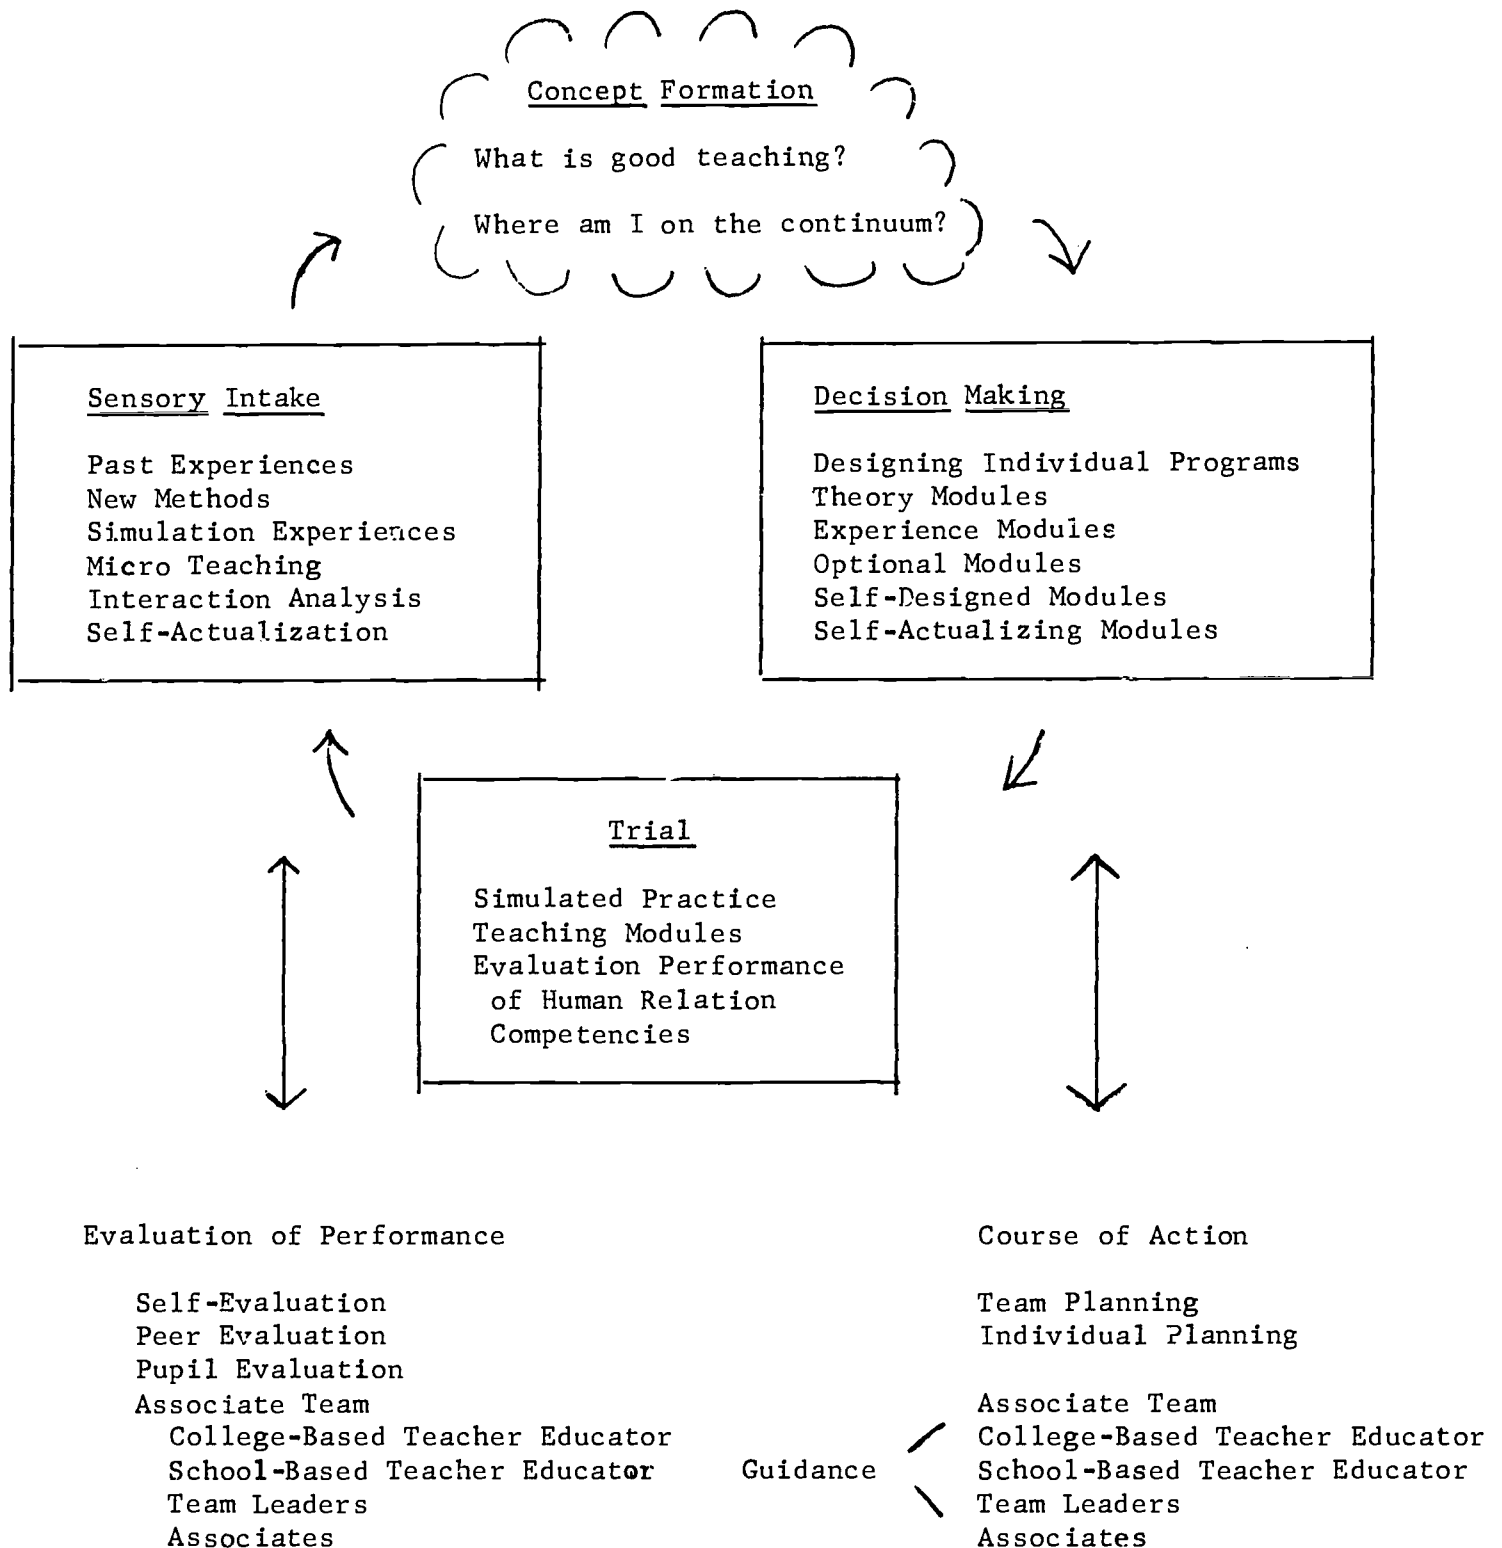 Concept Formation
What is good teaching?
Where am I on the continuum?
Sensory Intake
Past Experiences
New Methods
Simulation Experiences
Micro Teaching
Interaction Analysis
Self-Actualization
Decision Making
Designing Individual Programs
Theory Modules
Experience Modules
Optional Modules
Self-Designed Modules
Self-Actualizing Modules
Trial
Simulated Practice
Teaching Modules
Evaluation Performance
of Human Relation
Competencies
Evaluation of Performance
Self-Evaluation
Peer Evaluation
Pupil Evaluation
Associate Team
College-Based Teacher Educator
School-Based Teacher Educator
Team Leaders
Associates
Guidance
Course of Action
Team Planning
Individual Planning
Associate Team
College-Based Teacher Educator
School-Based Teacher Educator
Team Leaders
Associates